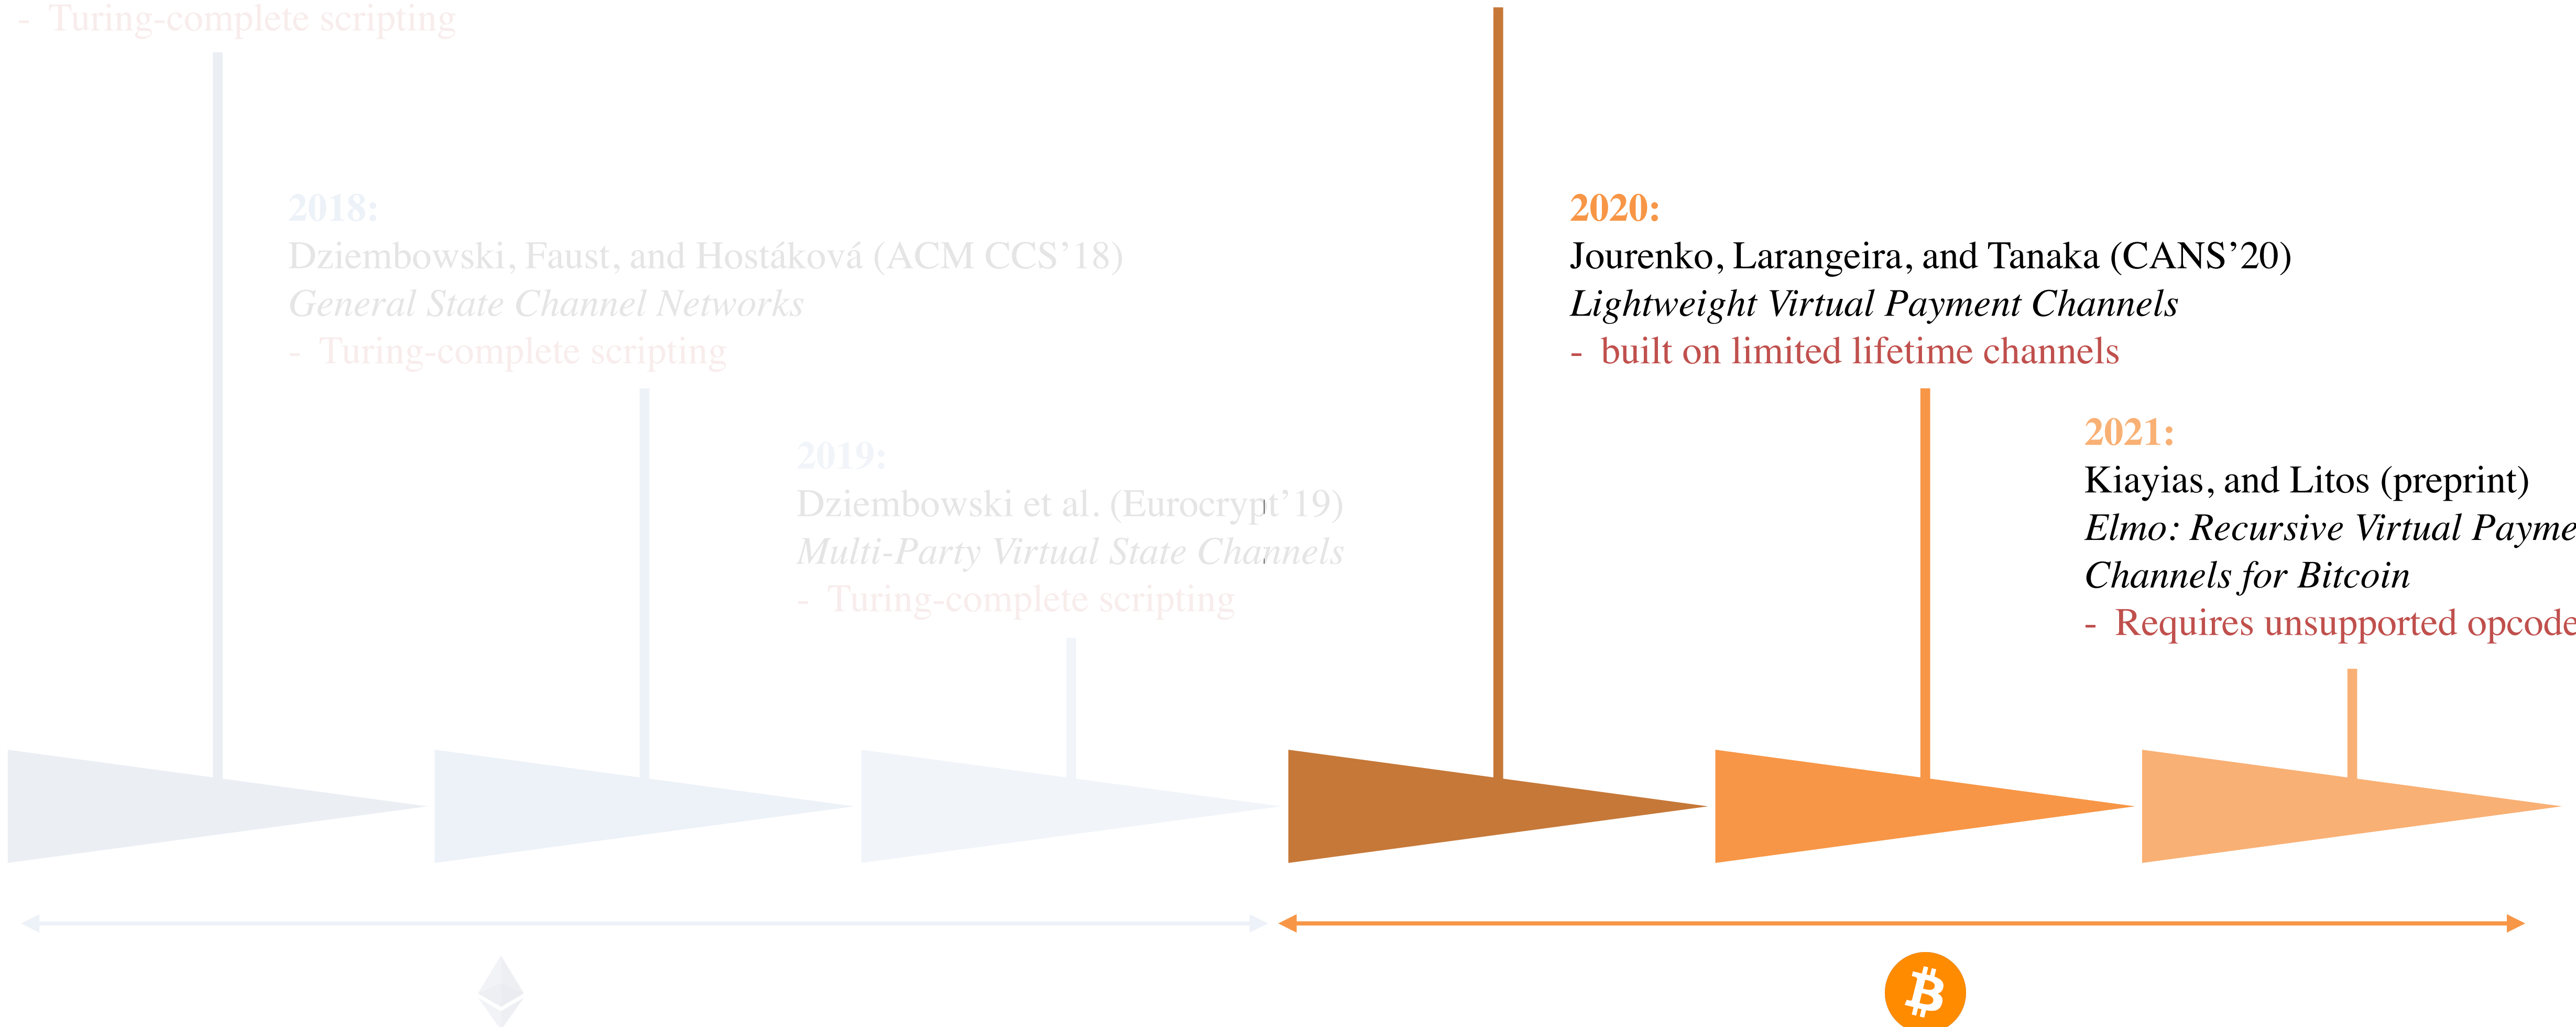 - Turing-complete scripting
2018:
Dziembowski, Faust, and Hostáková (ACM CCS’18)
General State Channel Networks
- Turing-complete scripting
2019:
Dziembowski et al. (Eurocrypt’19)
Multi-Party Virtual State Channels
- Turing-complete scripting
2020:
Jourenko, Larangeira, and Tanaka (CANS’20)
Lightweight Virtual Payment Channels
- built on limited lifetime channels
2021:
Kiayias, and Litos (preprint)
Elmo: Recursive Virtual Payme
Channels for Bitcoin
- Requires unsupported opcode